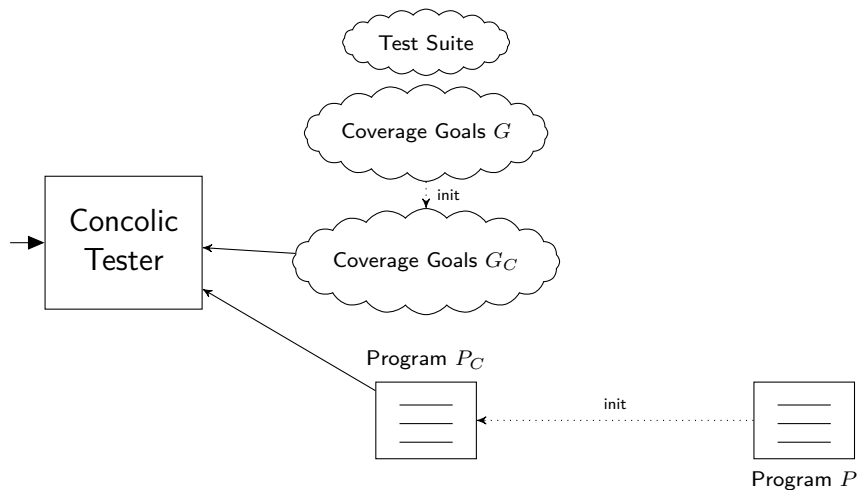 Test Suite
Coverage Goals G
init
Concolic
Tester
Coverage Goals G_C
Program P_C
init
Program P